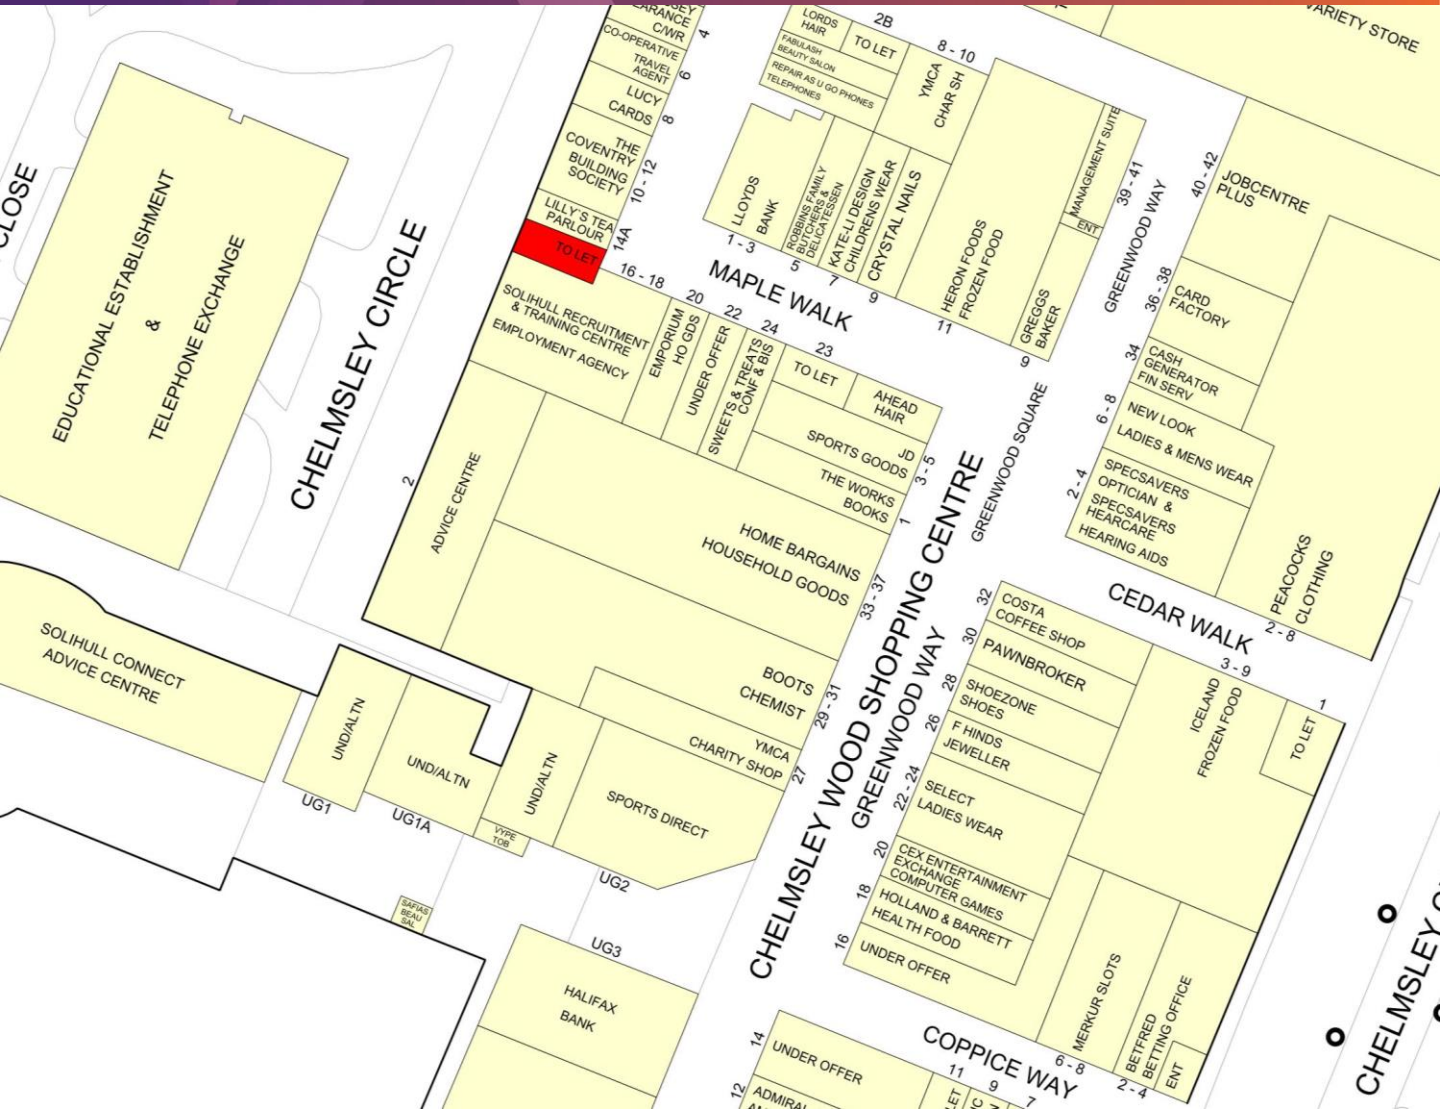 VARIETY STORE
EARANCE
C/WR
4
CO-OPERATIVE
TRAVEL
AGENT
6
LUCY
CARDS
8
THE
COVENTRY
BUILDING
SOCIETY
10 - 12
LILLY'S TEA
PARLOUR
14A
TO LET
LORDS
HAIR
2B
TO LET
FABULASH
BEAUTY SALON
REPAIR AS U GO PHONES
TELEPHONES
8 - 10
YMCA
CHAR SH
LLOYDS
BANK
1 - 3
ROBBINS FAMILY
BUTCHERS &
DELICATESSEN
5
KATE-LI DESIGN
CHILDRENS WEAR
7
CRYSTAL NAILS
9
HERON FOODS
FROZEN FOOD
11
MANAGEMENT SUITE
ENT
39 - 41
GREGGS
BAKER
9
GREENWOOD WAY
40 - 42
JOBCENTRE
PLUS
36 - 38
CARD
FACTORY
34
CASH
GENERATOR
FIN SERV
6 - 8
NEW LOOK
LADIES & MENS WEAR
2 - 4
SPECSAVERS
OPTICIAN &
SPECSAVERS
HEARCARE
HEARING AIDS
PEACOCKS
CLOTHING
2 - 8
CLOSE
EDUCATIONAL ESTABLISHMENT
&
TELEPHONE EXCHANGE
CHELMSLEY CIRCLE
MAPLE WALK
16 - 18
SOLIHULL RECRUITMENT
& TRAINING CENTRE
EMPLOYMENT AGENCY
20
EMPORIUM
HO GDS
22
UNDER OFFER
24
SWEETS & TREATS
CONF & BIS
23
TO LET
AHEAD
HAIR
JD
SPORTS GOODS
3 - 5
THE WORKS
BOOKS
1
GREENWOOD SQUARE
2
ADVICE CENTRE
HOME BARGAINS
HOUSEHOLD GOODS
33 - 37
BOOTS
CHEMIST
29 - 31
YMCA
CHARITY SHOP
27
SPORTS DIRECT
UG2
CHELMSLEY WOOD SHOPPING CENTRE
GREENWOOD WAY
CEDAR WALK
32
COSTA
COFFEE SHOP
30
PAWNBROKER
28
SHOEZONE
SHOES
26
F HINDS
JEWELLER
22 - 24
SELECT
LADIES WEAR
20
CEX ENTERTAINMENT
EXCHANGE
COMPUTER GAMES
18
HOLLAND & BARRETT
HEALTH FOOD
16
UNDER OFFER
3 - 9
ICELAND
FROZEN FOOD
1
TO LET
SOLIHULL CONNECT
ADVICE CENTRE
UND/ALTN
UG1
UND/ALTN
UG1A
UND/ALTN
VYPE
TOB
SAFIAS
BEAU
SAL
UG3
HALIFAX
BANK
MERKUR SLOTS
6 - 8
BETFRED
BETTING OFFICE
2 - 4
ENT
COPPICE WAY
14
UNDER OFFER
12
ADMIRAL
11
9
7
LET
CHELMSLEY